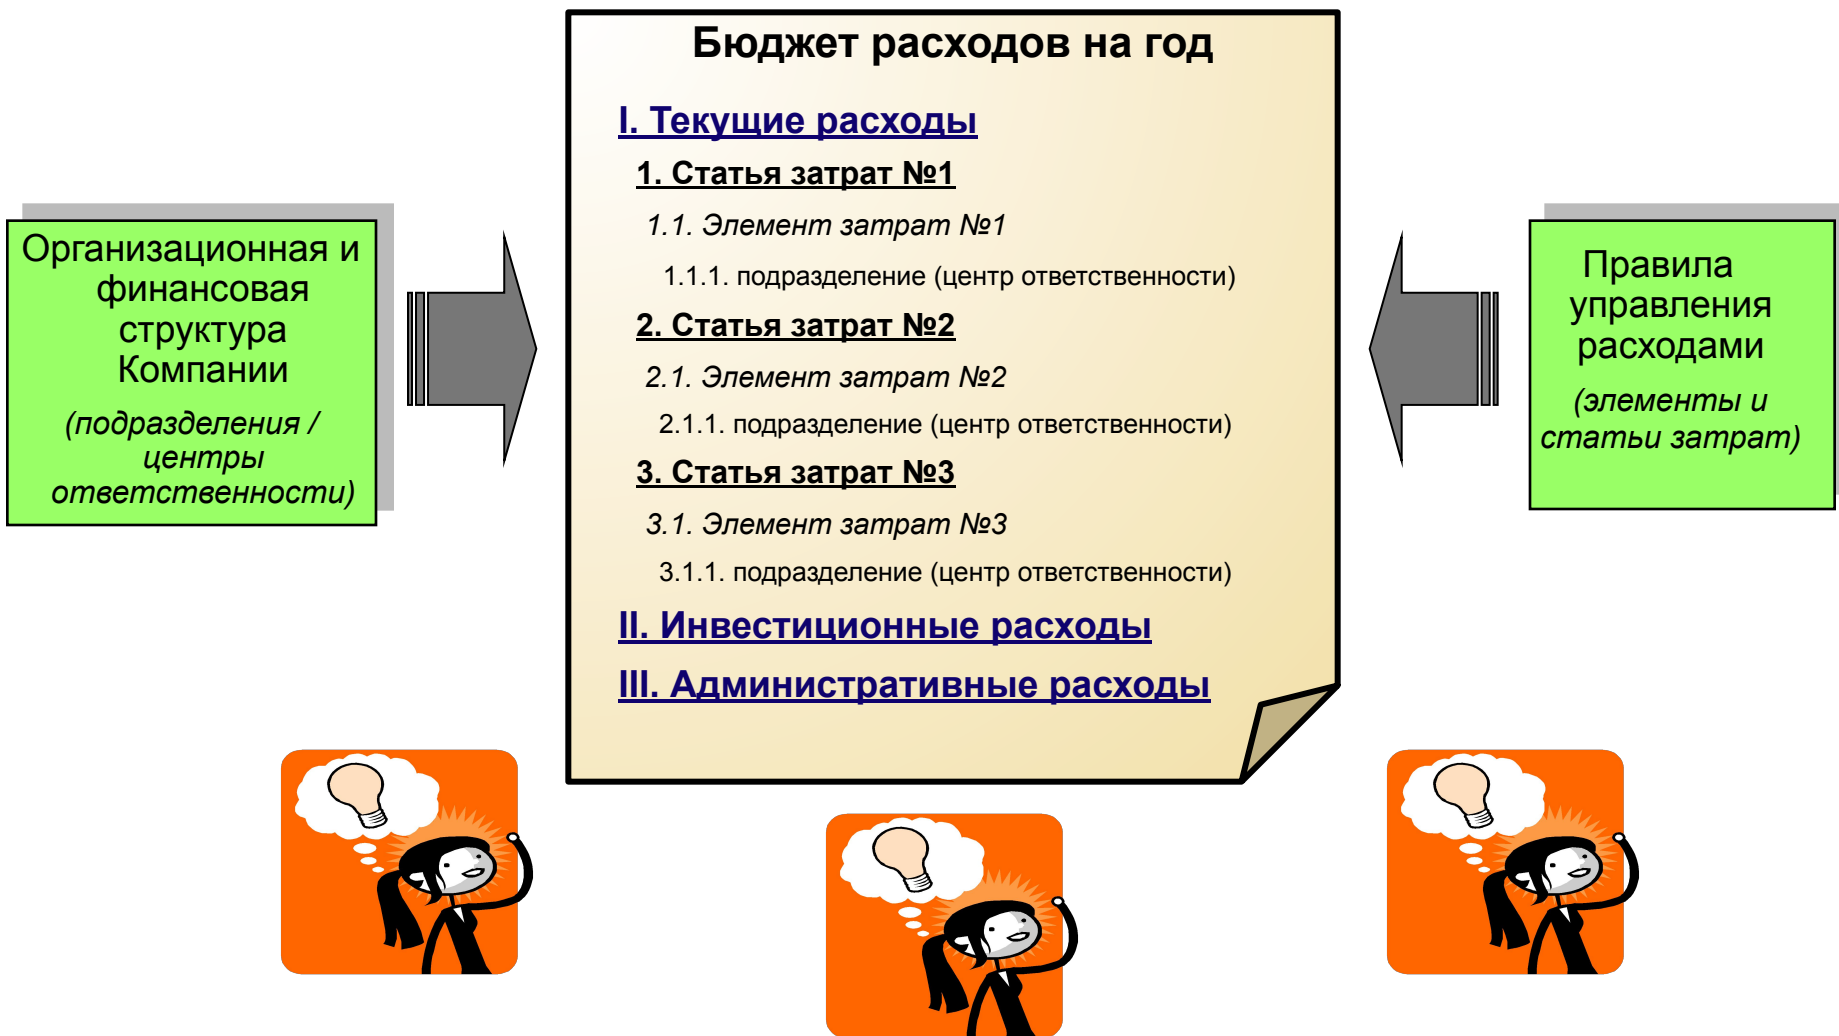 Бюджет расходов на год
I. Текущие расходы
1. Статья затрат №1
1.1. Элемент затрат №1
1.1.1. подразделение (центр ответственности)
2. Статья затрат №2
2.1. Элемент затрат №2
2.1.1. подразделение (центр ответственности)
3. Статья затрат №3
3.1. Элемент затрат №3
3.1.1. подразделение (центр ответственности)
II. Инвестиционные расходы
III. Административные расходы
Организационная и
финансовая
структура
Компании
(подразделения /
центры
ответственности)
Правила
управления
расходами
(элементы и
статьи затрат)